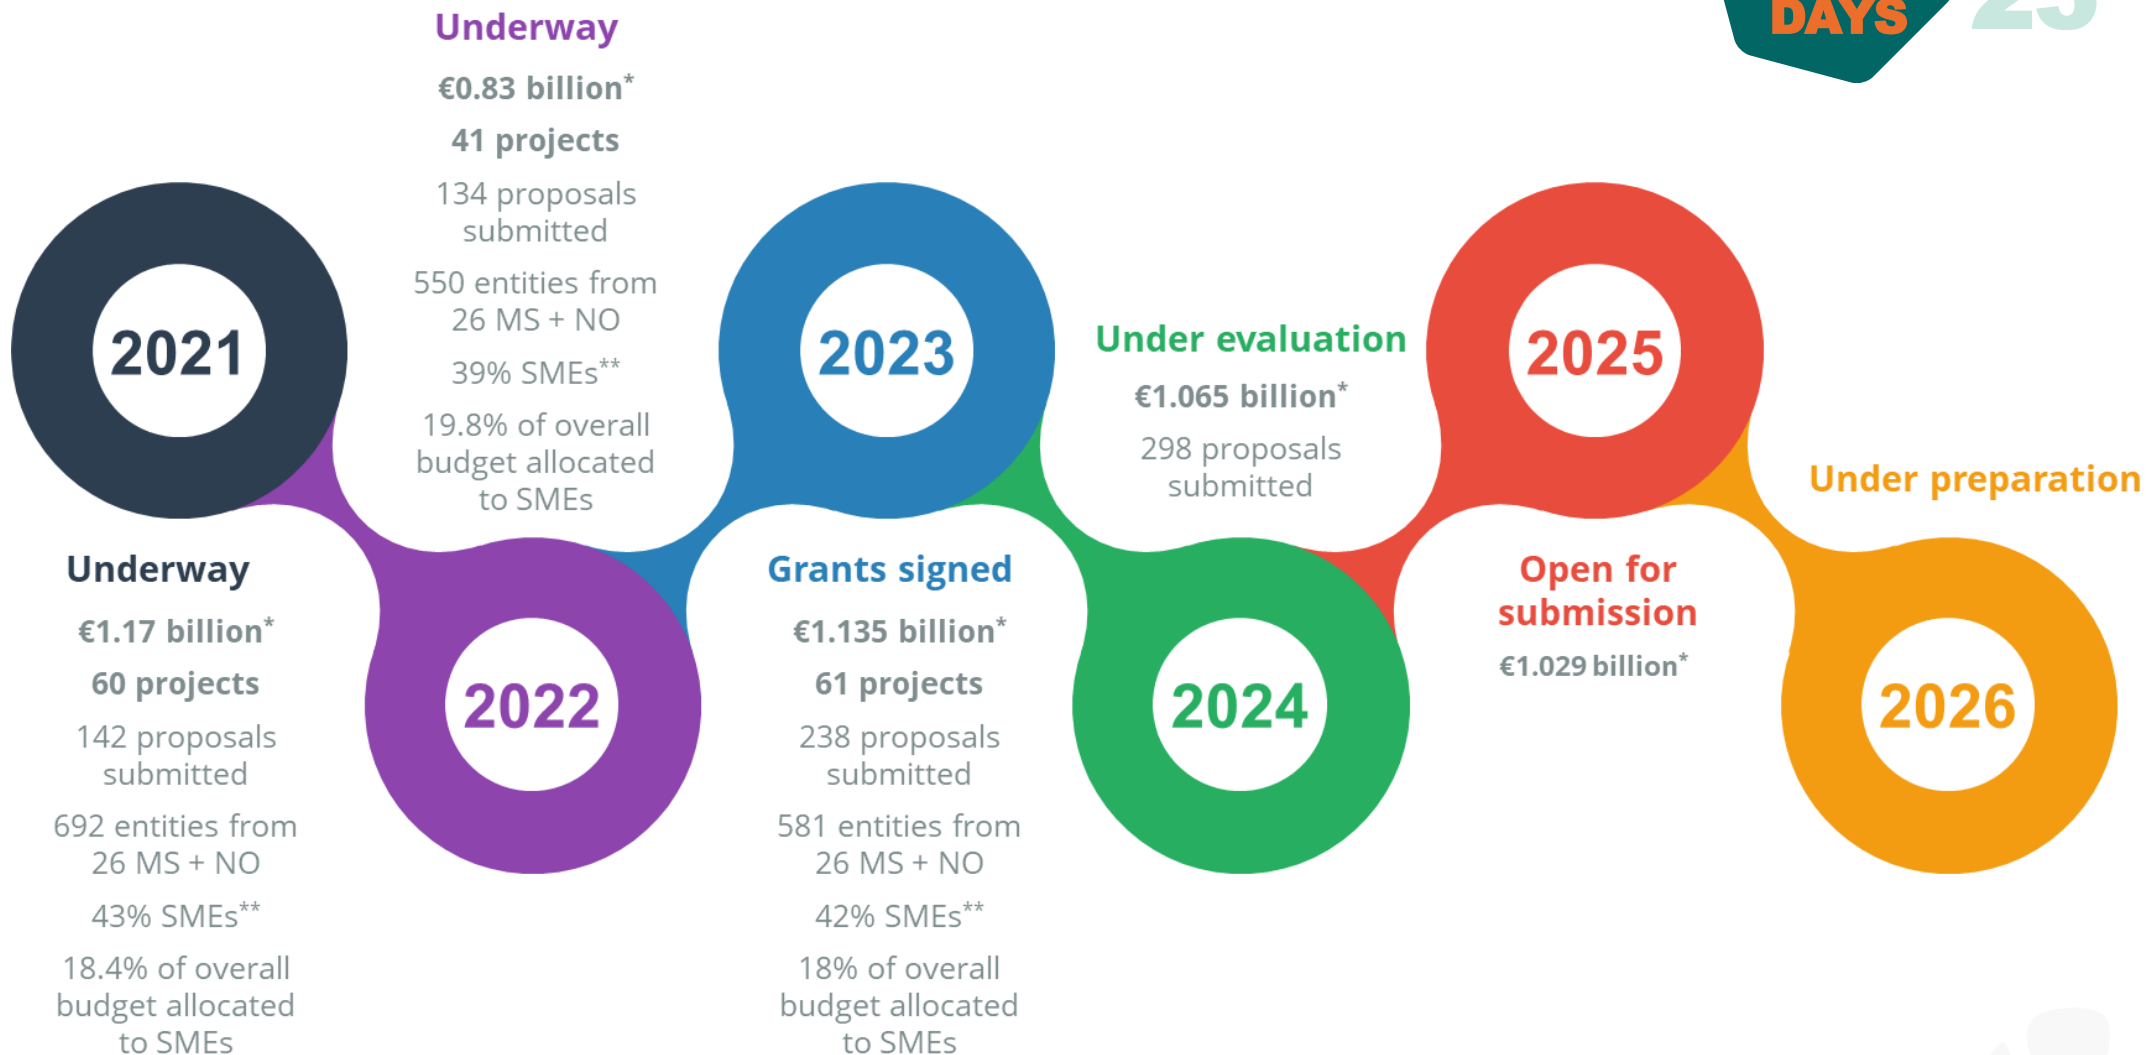 DAYS
25
2021
Underway
€1.17 billion*
60 projects
142 proposals
submitted
692 entities from
26 MS + NO
43% SMEs**
18.4% of overall
budget allocated
to SMEs
Underway
€0.83 billion*
41 projects
134 proposals
submitted
550 entities from
26 MS + NO
39% SMEs**
19.8% of overall
budget allocated
to SMEs
2022
2023
Grants signed
€1.135 billion*
61 projects
238 proposals
submitted
581 entities from
26 MS + NO
42% SMEs**
18% of overall
budget allocated
to SMEs
Under evaluation
€1.065 billion*
298 proposals
submitted
2024
2025
Open for
submission
€1.029 billion*
Under preparation
2026